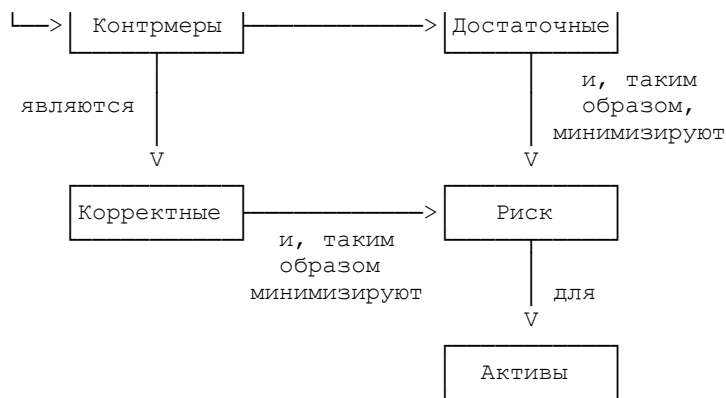 Контрмеры
Достаточные
являются
и, таким
образом,
минимизируют
Корректные
Риск
и, таким
образом
минимизируют
для
Активы